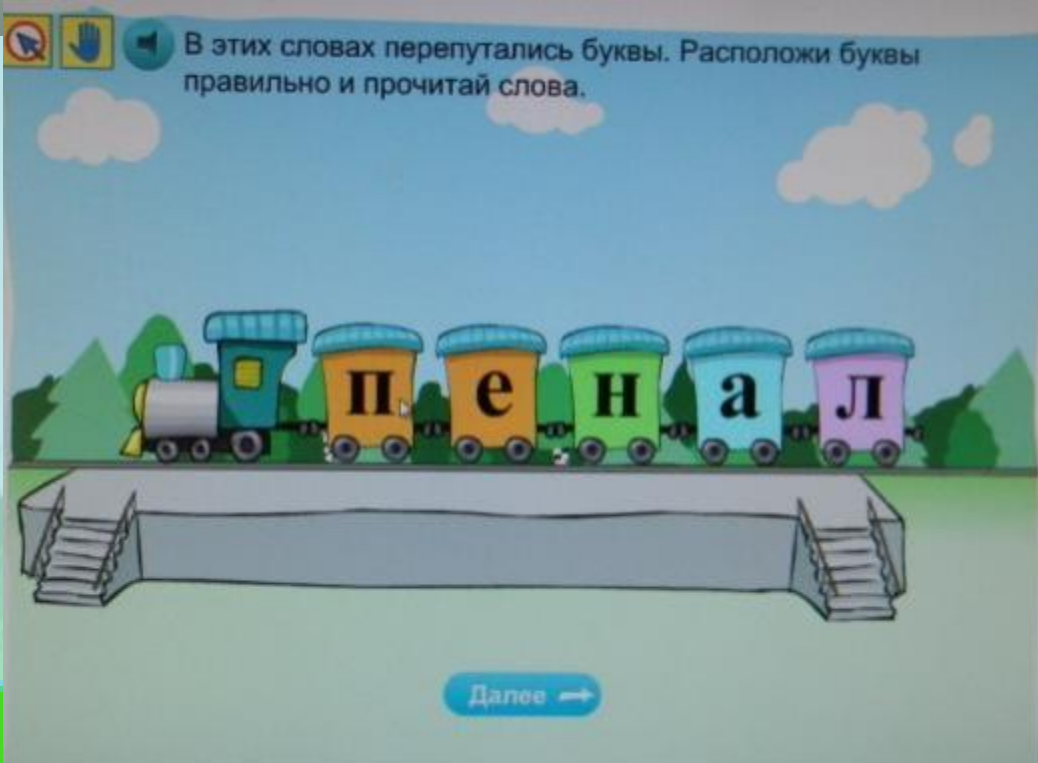 В этих словах перепутались буквы. Расположи буквы
правильно и прочитай слова.
п е н а л
Далее